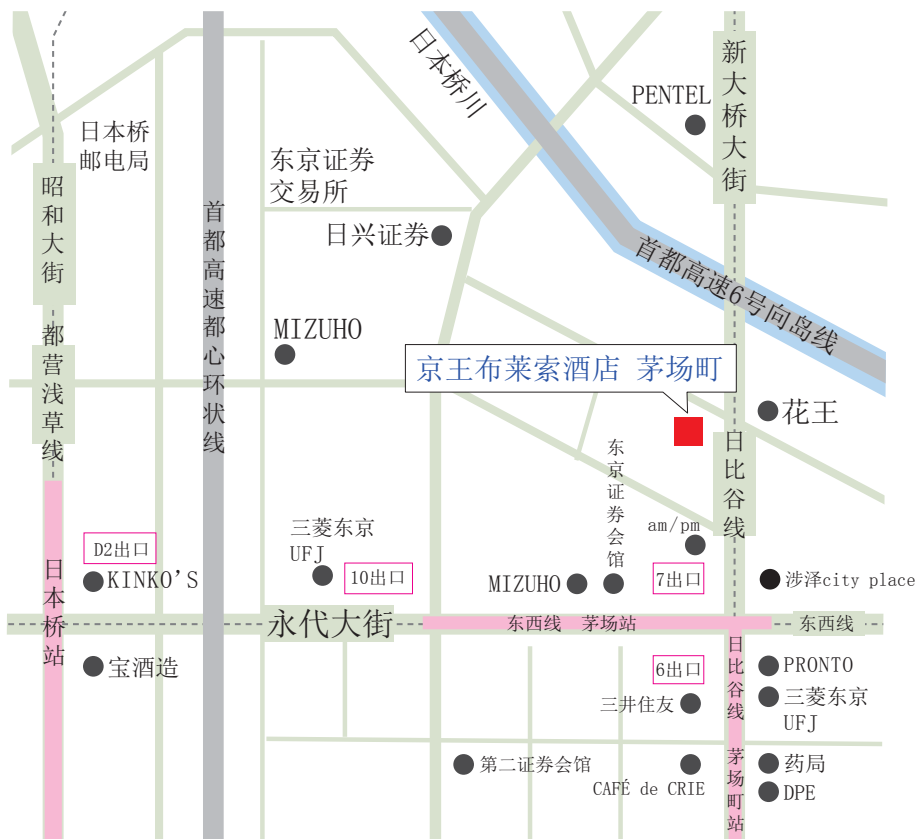 日本桥川
新大桥大街
PENTEL
日本桥
邮电局
东京证券
交易所
昭和大街
首都高速都心环状线
日兴证券
首都高速6号向岛线
都营浅草线
MIZUHO
京王布莱索酒店 茅场町
花王
日比谷线
东京证券会馆
三菱东京
UFJ
am/pm
D2出口
KINKO'S
10出口
MIZUHO
7出口
涉泽city place
日本桥站
永代大街
东西线 茅场站
东西线
宝酒造
6出口
日比谷线 茅场町站
PRONTO
三井住友
三菱东京
UFJ
第二证券会馆
CAFÉ de CRIE
药局
DPE